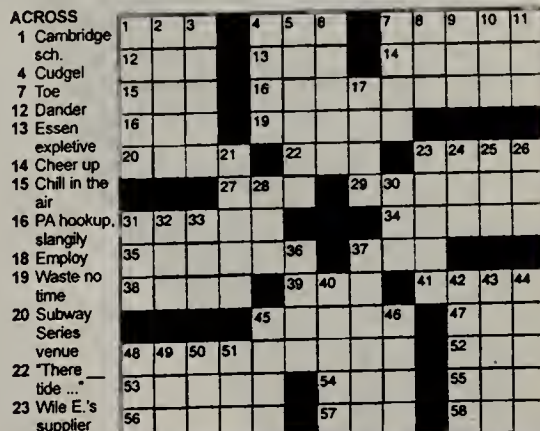 ACROSS
1 Cambridge
sch.
4 Cudgel
7 Toe
12 Dander
13 Essen
expletive
14 Cheer up
15 Chill in the
air
16 PA hookup,
slangily
18 Employ
19 Waste no
time
20 Subway
Series
venue
22 "There __
tide ..."
23 Wile E.'s
supplier
1 2 3 4 5 6 7 8 9 10 11
12 13 14
15 16 17
18 19
20 21 22 23 24 25 26
27 28 29 30
31 32 33 34
35 36 37
38 39 40 41 42 43 44
45 46 47
48 49 50 51 52
53 54 55
56 57 58